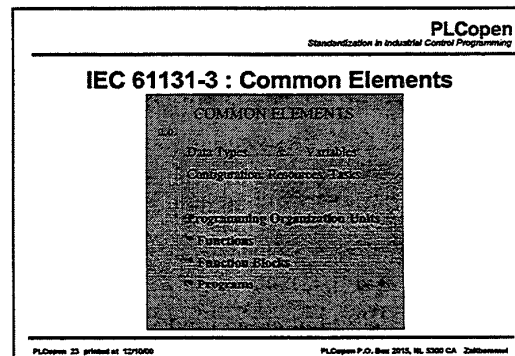 PLCopen
Standardization in Industrial Control Programming
IEC 61131-3 : Common Elements
COMMON ELEMENTS
Data Types & Variables
Configuration, Resources, Tasks
Programming Organization Units
Functions
Function Blocks
Programs
PLCopen 23 printed at 12/10/00
PLCopen P.O. Box 2015, NL 5300 CA Zaltbommel